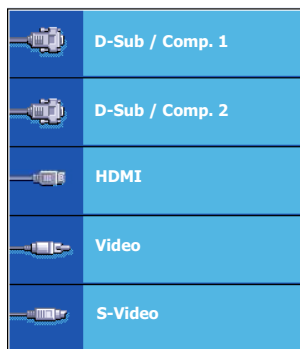 D-Sub / Comp. 1
D-Sub / Comp. 2
HDMI
Video
S-Video